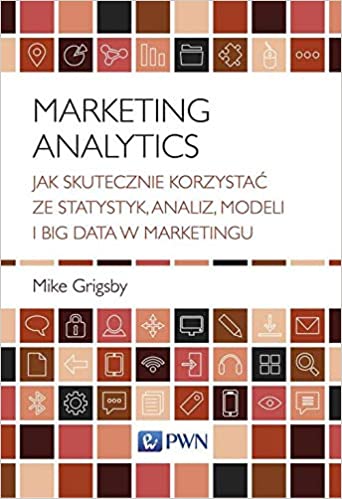 MARKETING
ANALYTICS
JAK SKUTECZNIE KORZYSTAĆ
ZE STATYSTYK, ANALIZ, MODELI
I BIG DATA W MARKETINGU
Mike Grigsby
PWN